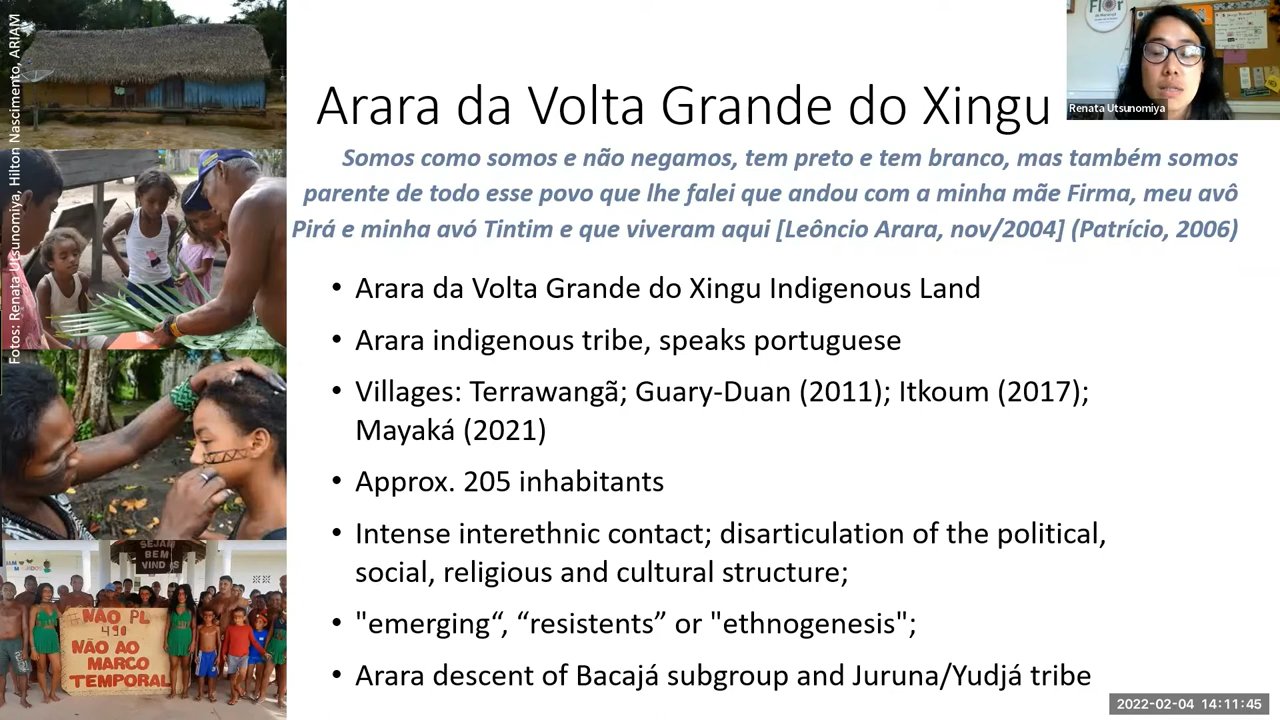 Fotos: Renata Utsunomiya, Hilton Nascimento, ARIAM
Flor
Renata Utsunomiya
Arara da Volta Grande do Xingu
Somos como somos e não negamos, tem preto e tem branco, mas também somos
parente de todo esse povo que lhe falei que andou com a minha mãe Firma, meu avô
Pirá e minha avó Tintim e que viveram aqui [Leôncio Arara, nov/2004] (Patrício, 2006)
• Arara da Volta Grande do Xingu Indigenous Land
• Arara indigenous tribe, speaks portuguese
• Villages: Terrawangã; Guary-Duan (2011); Itkoum (2017);
Mayaká (2021)
• Approx. 205 inhabitants
• Intense interethnic contact; disarticulation of the political,
social, religious and cultural structure;
• "emerging“, “resistents” or "ethnogenesis";
• Arara descent of Bacajá subgroup and Juruna/Yudjá tribe
SEJAM
BEM
VINDOS
#NÃO PL
490
NÃO AO
MARCO
TEMPORAL
2022-02-04 14:11:45